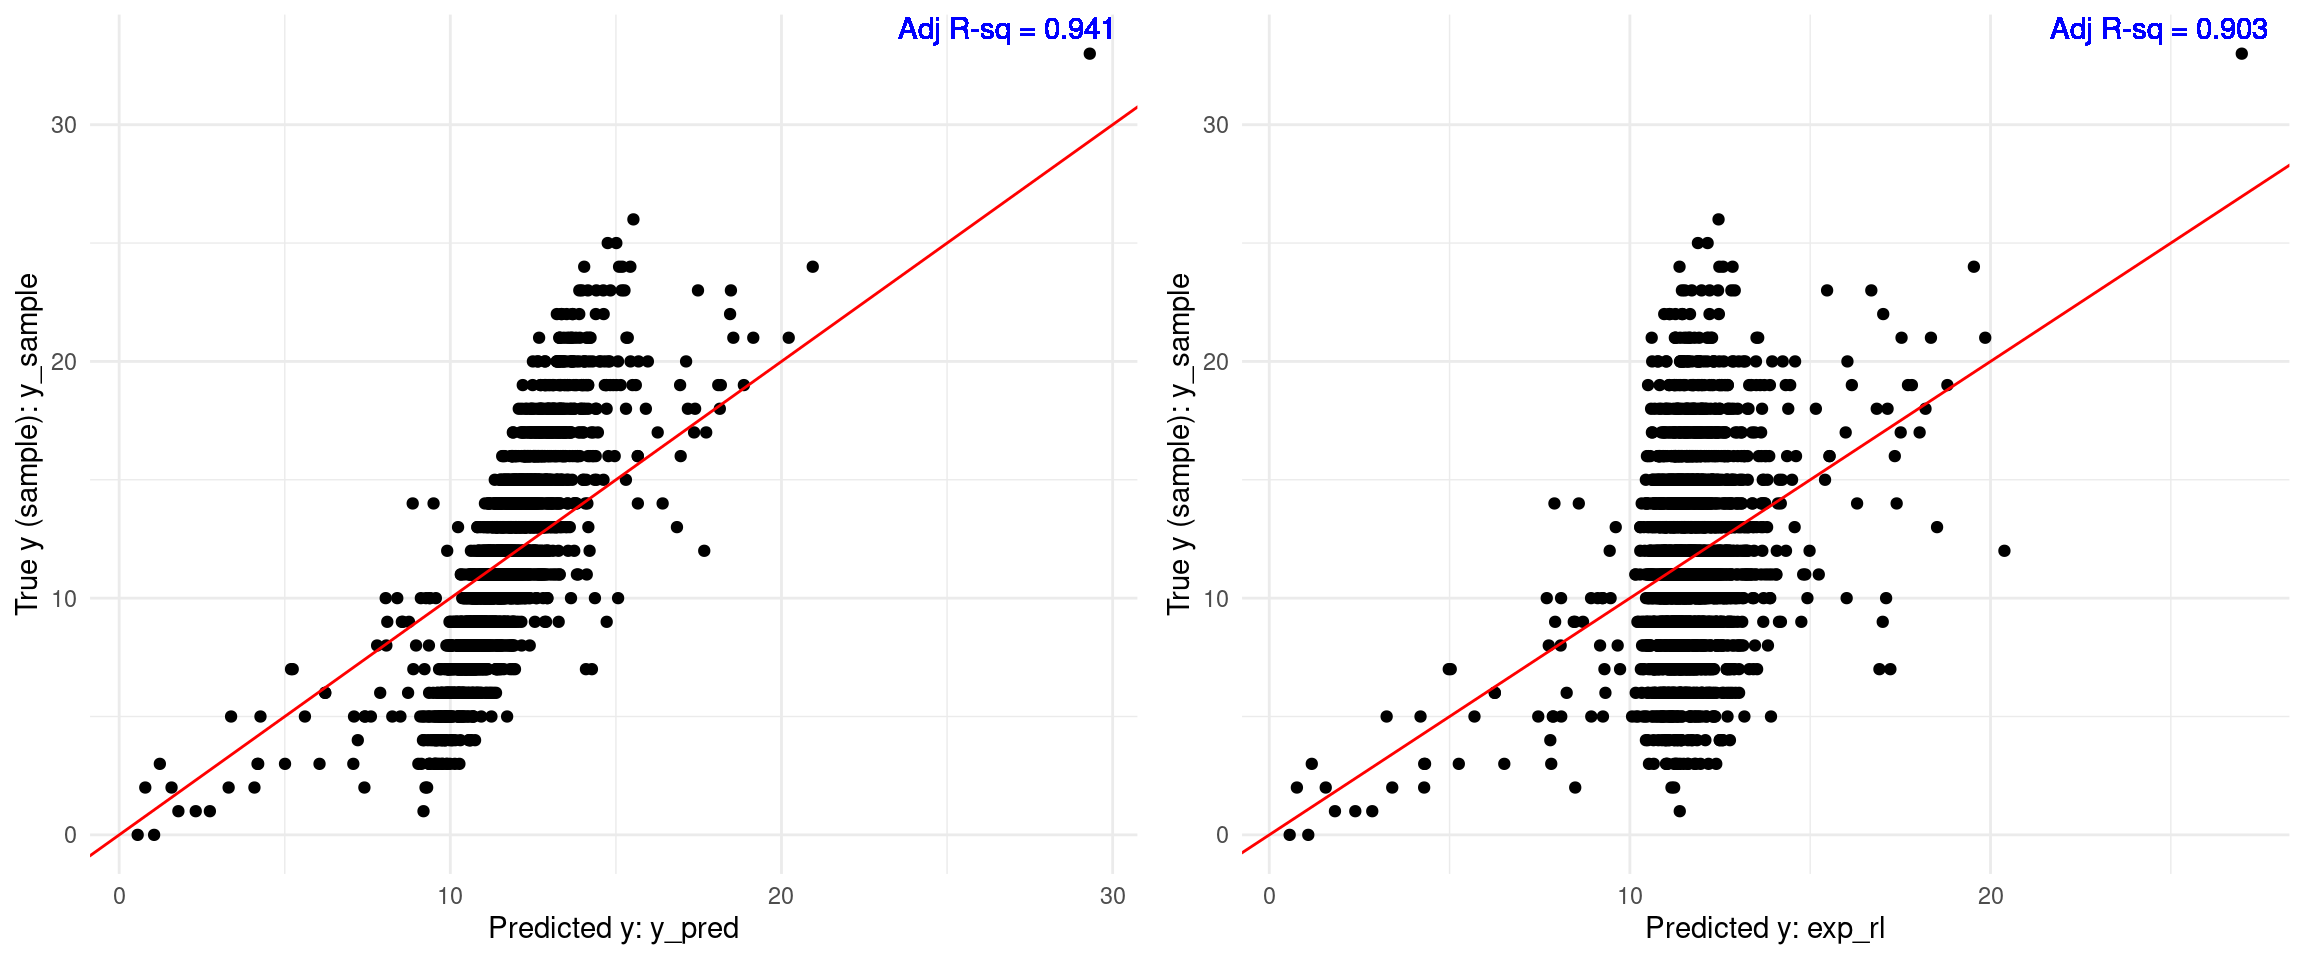 Adj R-sq = 0.941
True y (sample): y_sample
30
20
10
0
0
10
20
30
Predicted y: y_pred
Adj R-sq = 0.903
True y (sample): y_sample
30
20
10
0
0
10
20
Predicted y: exp_rl